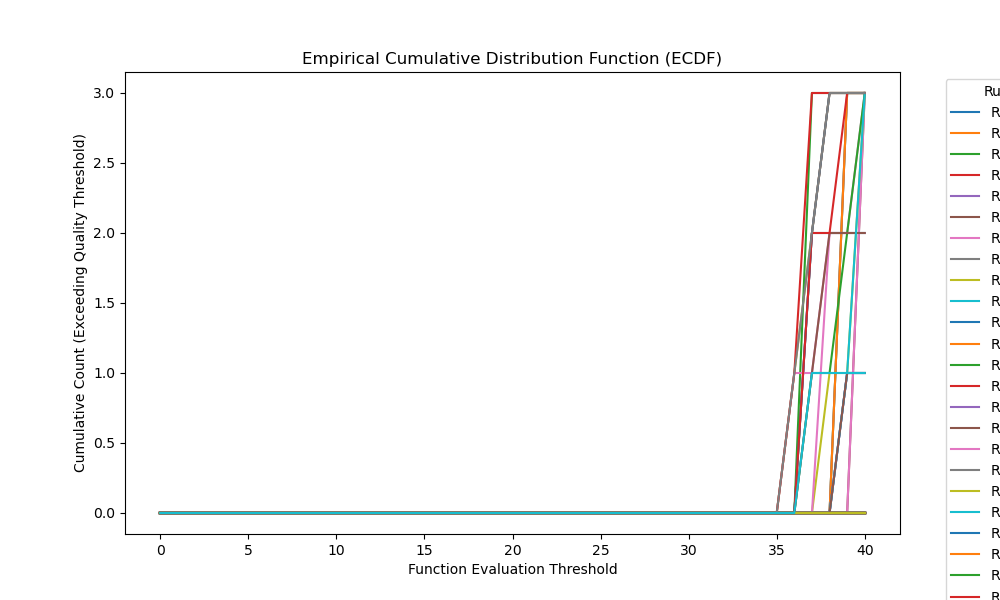 Empirical Cumulative Distribution Function (ECDF)
Cumulative Count (Exceeding Quality Threshold)
3.0
2.5
2.0
1.5
1.0
0.5
0.0
0 5 10 15 20 25 30 35 40
Function Evaluation Threshold